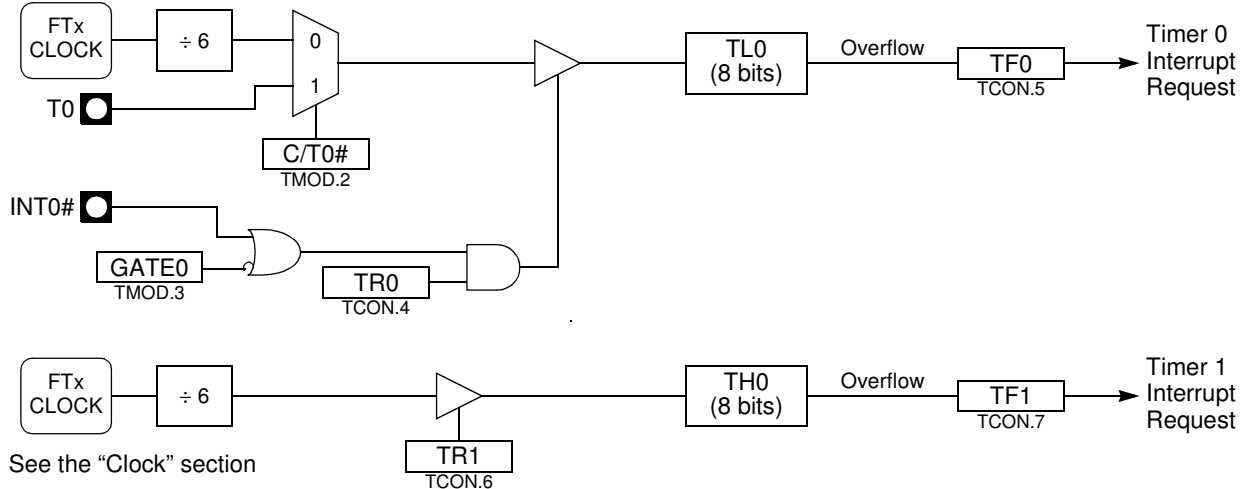 FTx
CLOCK
÷ 6
0
1
T0
C/T0#
TMOD.2
TL0
(8 bits)
Overflow
TF0
TCON.5
Timer 0
Interrupt
Request
INT0#
GATE0
TMOD.3
TR0
TCON.4
FTx
CLOCK
÷ 6
TR1
TCON.6
TH0
(8 bits)
Overflow
TF1
TCON.7
Timer 1
Interrupt
Request
See the “Clock” section